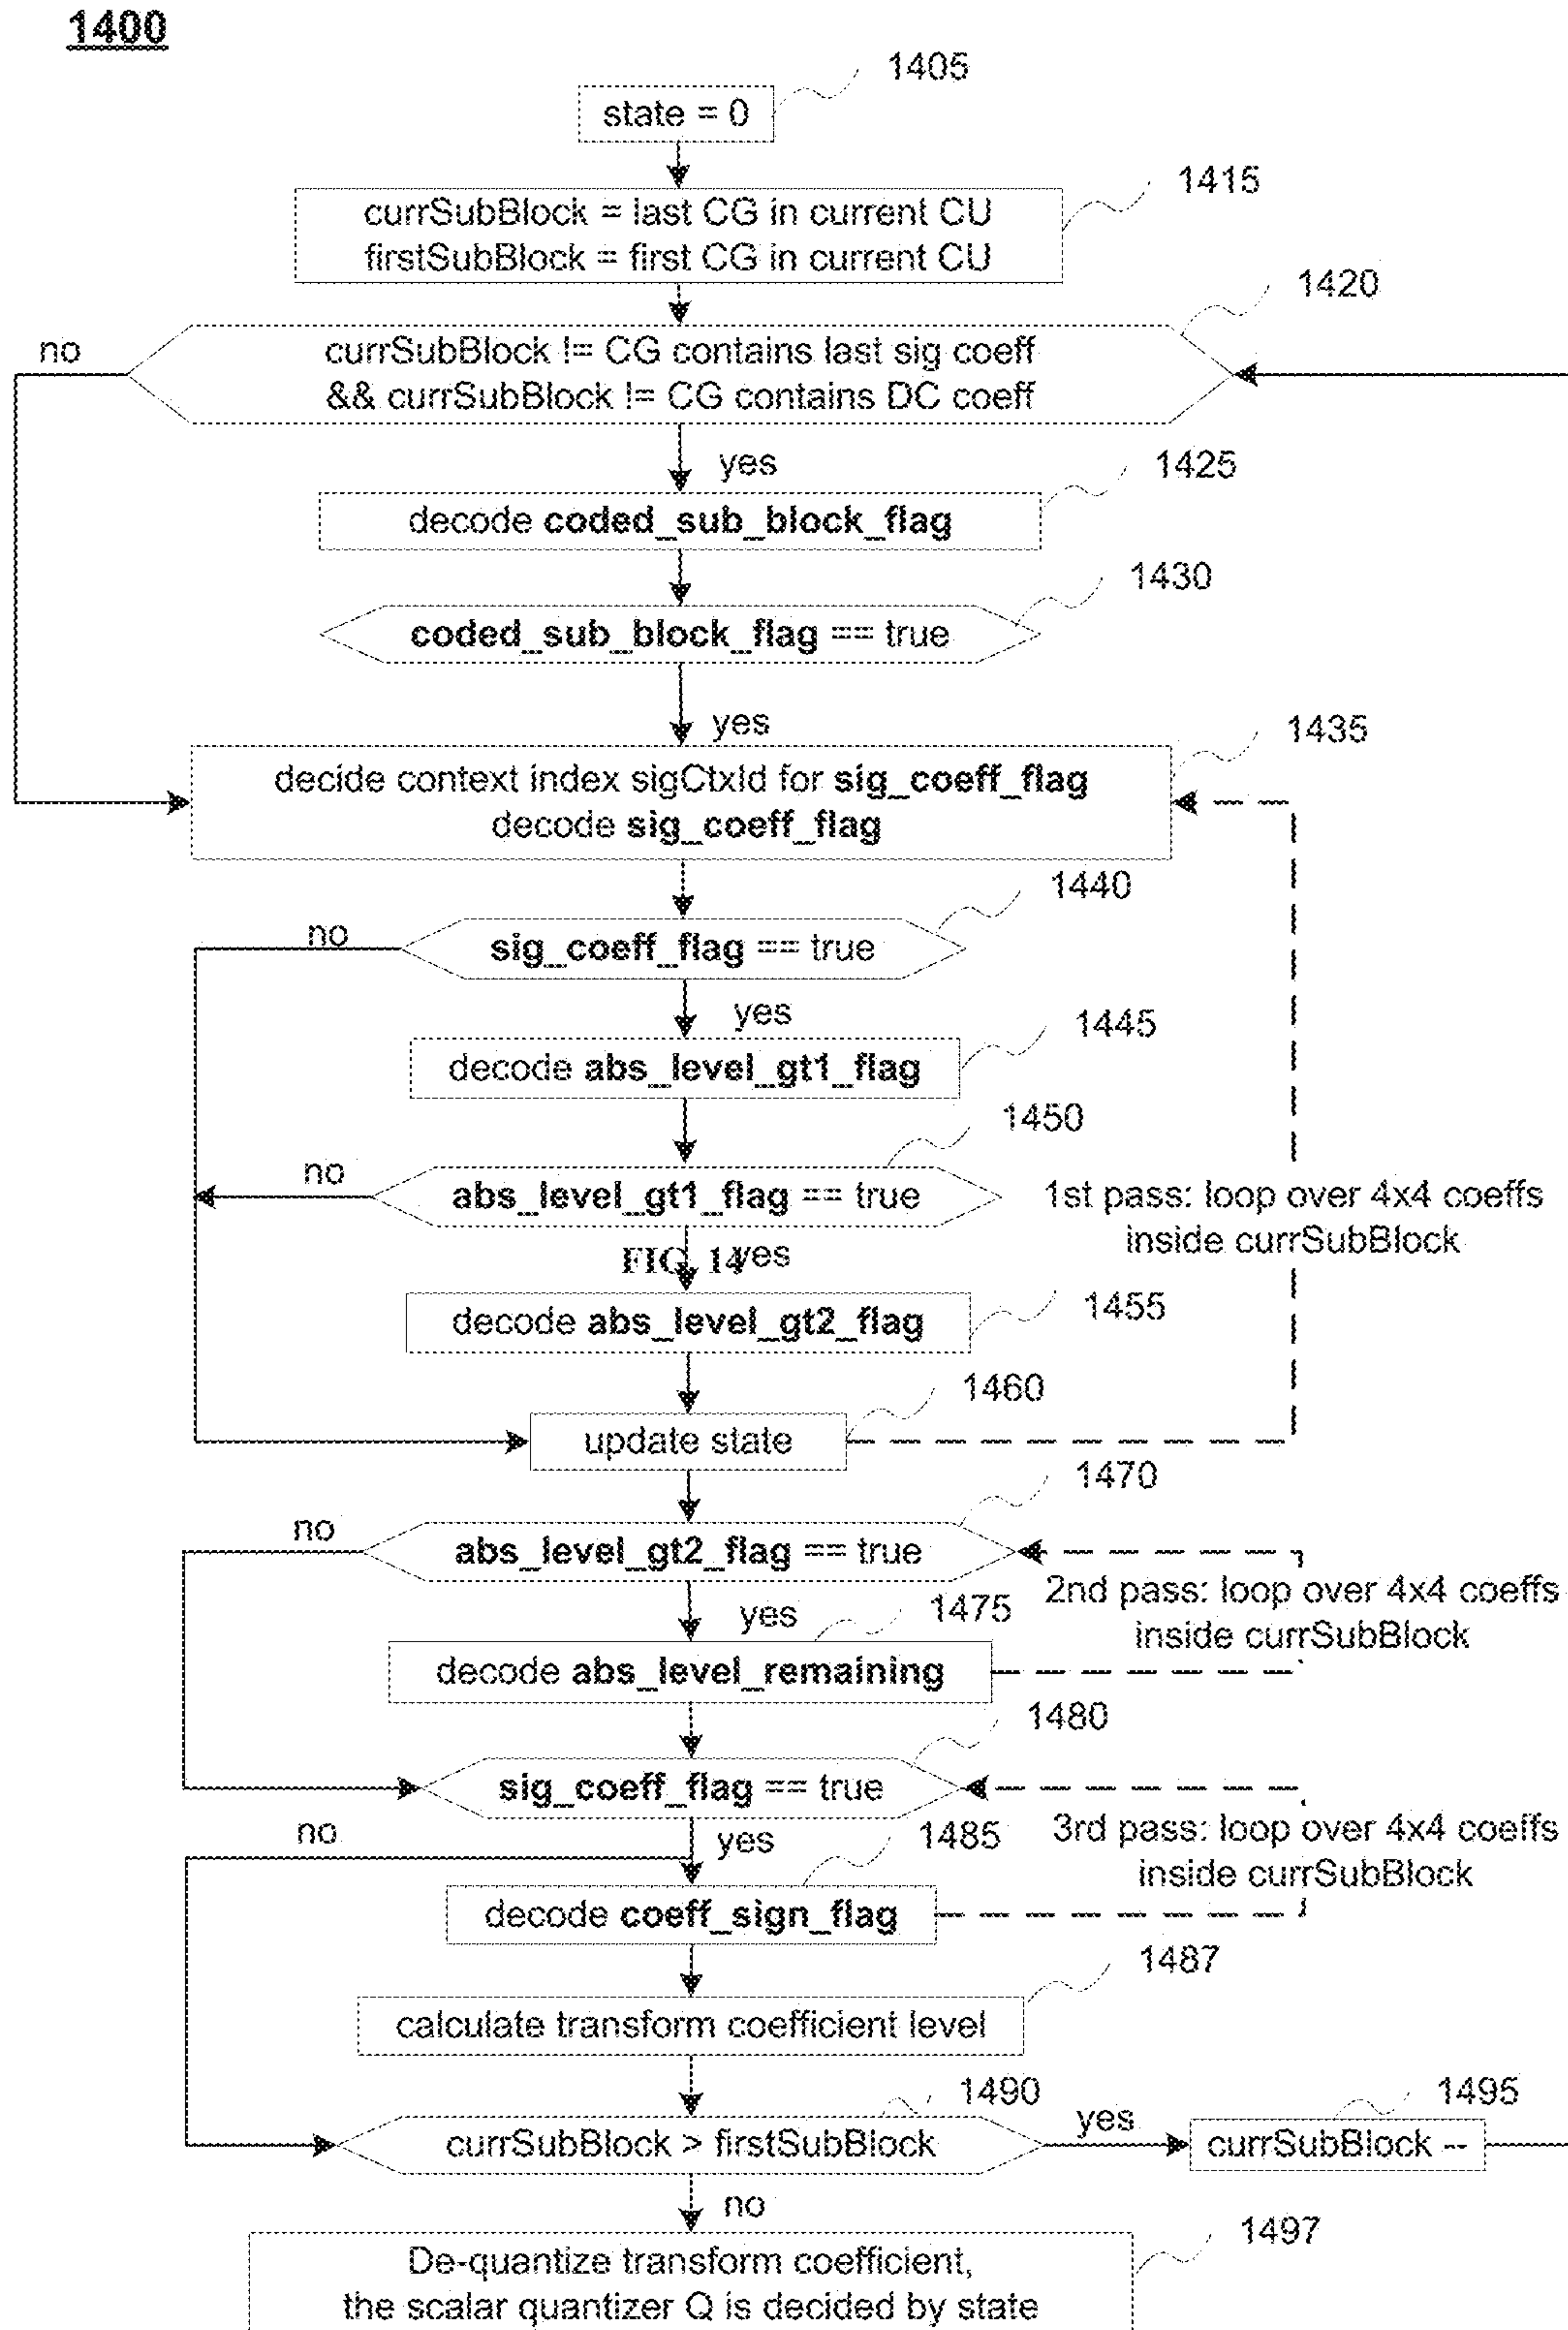 1400
1405
state = 0
1415
currSubBlock = last CG in current CU
firstSubBlock = first CG in current CU
1420
no
currSubBlock != CG contains last sig coeff
&& currSubBlock != CG contains DC coeff
yes
1425
decode coded_sub_block_flag
1430
coded_sub_block_flag == true
yes
1435
decide context index sigCtxId for sig_coeff_flag
decode sig_coeff_flag
1440
no
sig_coeff_flag == true
yes
1445
decode abs_level_gt1_flag
1450
no
abs_level_gt1_flag == true
1st pass: loop over 4x4 coeffs
inside currSubBlock
FIG. 14
yes
1455
decode abs_level_gt2_flag
1460
update state
1470
no
abs_level_gt2_flag == true
2nd pass: loop over 4x4 coeffs
inside currSubBlock
yes
1475
decode abs_level_remaining
1480
sig_coeff_flag == true
no
yes
1485
3rd pass: loop over 4x4 coeffs
inside currSubBlock
decode coeff_sign_flag
1487
calculate transform coefficient level
1490
1495
currSubBlock > firstSubBlock
yes
currSubBlock --
no
1497
De-quantize transform coefficient,
the scalar quantizer Q is decided by state